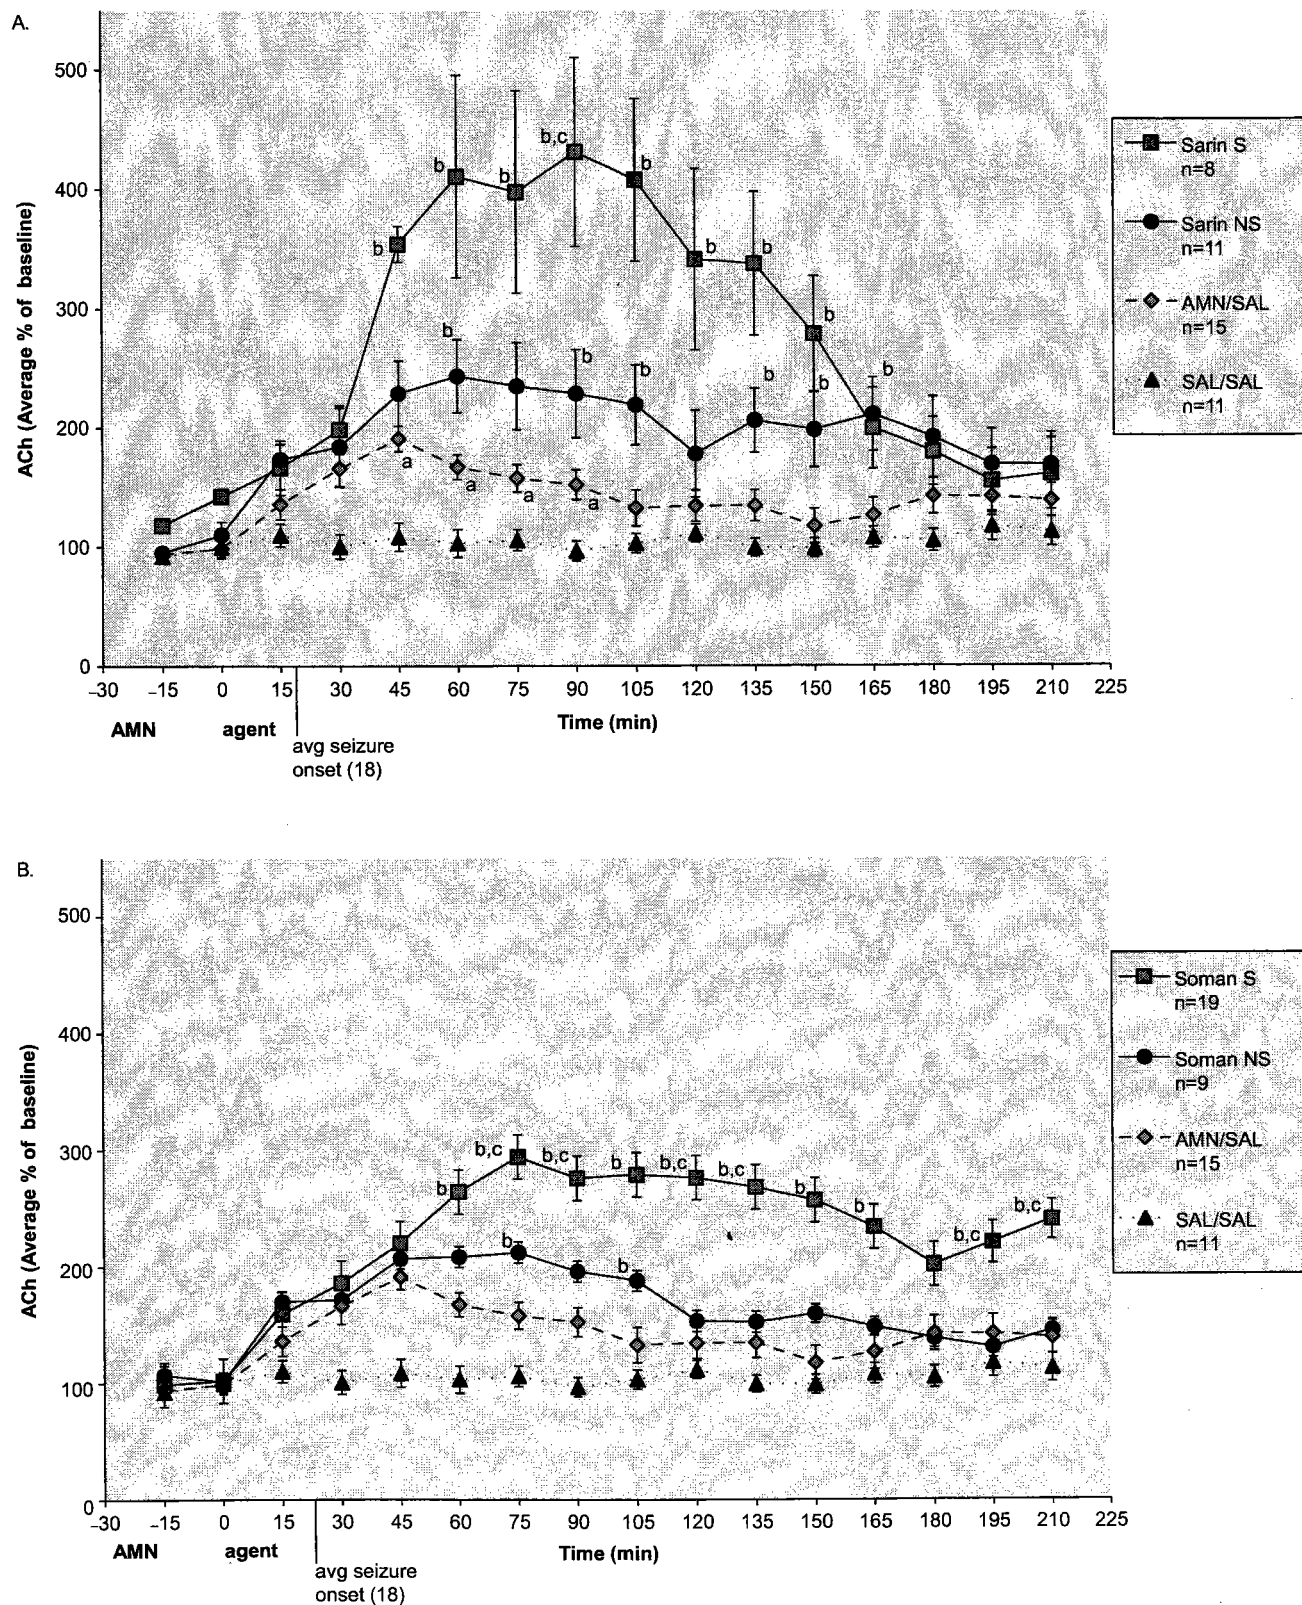 A.
ACh (Average % of baseline)
500
400
300
200
100
0
b
b
b
b,c
b
b
b
b
b
b
b
b
b
b
b
a
a
a
a
–30 –15 0 15 30 45 60 75 90 105 120 135 150 165 180 195 210 225
AMN agent Time (min)
avg seizure
onset (18)
Sarin S
n=8
Sarin NS
n=11
AMN/SAL
n=15
SAL/SAL
n=11
B.
ACh (Average % of baseline)
500
400
300
200
100
0
b
b,c
b,c
b
b,c
b,c
b
b
b,c
b,c
b
b
–30 –15 0 15 30 45 60 75 90 105 120 135 150 165 180 195 210 225
AMN agent Time (min)
avg seizure
onset (18)
Soman S
n=19
Soman NS
n=9
AMN/SAL
n=15
SAL/SAL
n=11